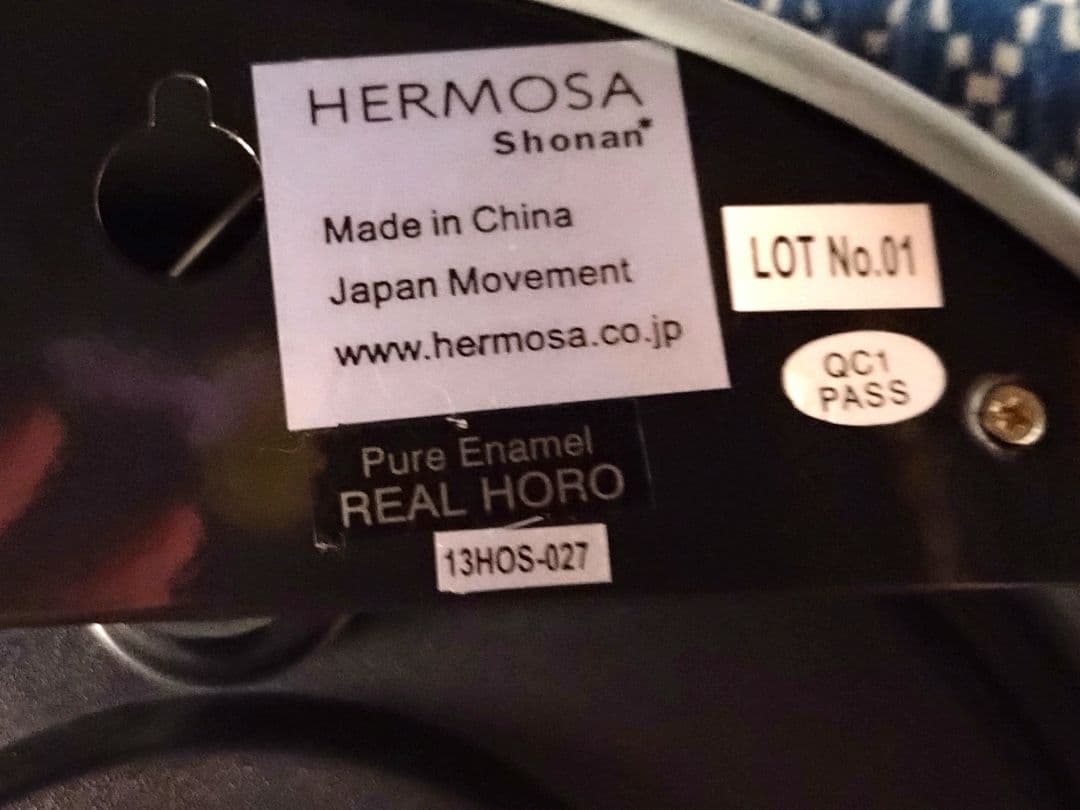 HERMOSA
Shonan*
Made in China
Japan Movement
www.hermosa.co.jp
LOT No.01
QC1
PASS
Pure Enamel
REAL HORO
13HOS-027